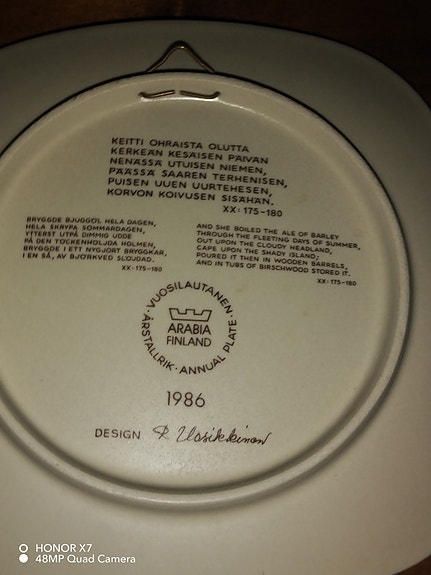 KEITTI OHRAISTA OLUTTA
KERKEÄN KESÄISEN PÄIVÄN
NENÄSSÄ UTUISEN NIEMEN,
PÄÄSSÄ SAAREN TERHENISEN,
PUISEN UUEN UURTEHESEN,
KORVON KOIVUSEN SISÄHÄN.
XX:175-180
BRYGGDE BJUGGÖL HELA DAGEN,
HELA SKRYPA SOMMARDAGEN,
YTTERST UTPÅ DIMMIG UDDE
PÅ DEN TÖCKENHÖLJDA HOLMEN,
BRYGGDE I ETT NYGJORT BRYGGKAR,
I EN SÅ, AV BJÖRKVED SLÖJDAD.
XX:175-180
AND SHE BOILED THE ALE OF BARLEY
THROUGH THE FLEETING DAYS OF SUMMER,
OUT UPON THE CLOUDY HEADLAND,
CAPE UPON THE SHADY ISLAND;
POURED IT THEN IN WOODEN BARRELS,
AND IN TUBS OF BIRSCHWOOD STORED IT.
XX:175-180
·VUOSILAUTANEN·
ARABIA
FINLAND
ÅRSTALLRIK·ANNUAL PLATE·
1986
DESIGN R. Uosikkinen
HONOR X7
48MP Quad Camera